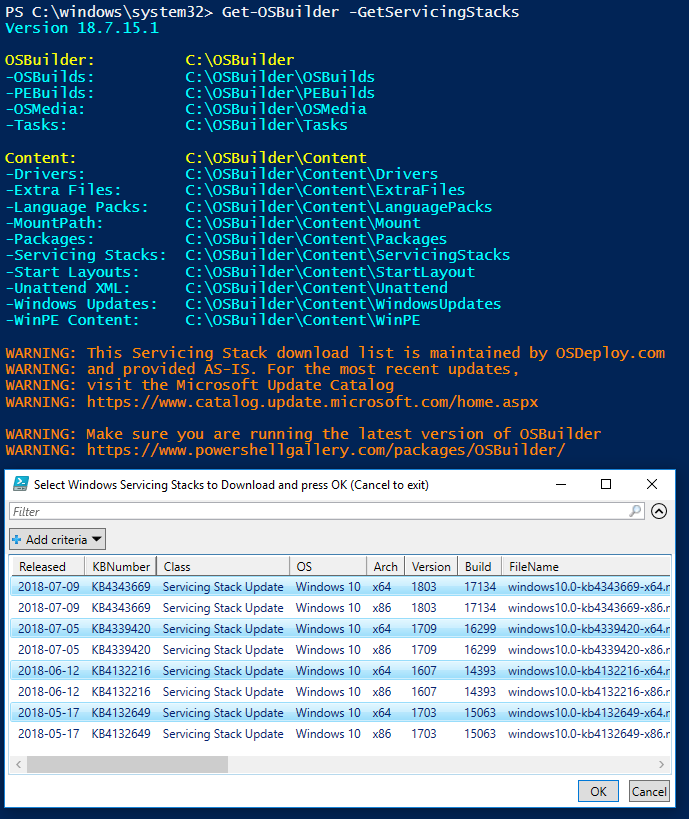 PS C:\windows\system32> Get-OSBuilder -GetServicingStacks
Version 18.7.15.1
OSBuilder: C:\OSBuilder
-OSBuilds: C:\OSBuilder\OSBuilds
-PEBuilds: C:\OSBuilder\PEBuilds
-OSMedia: C:\OSBuilder\OSMedia
-Tasks: C:\OSBuilder\Tasks
Content: C:\OSBuilder\Content
-Drivers: C:\OSBuilder\Content\Drivers
-Extra Files: C:\OSBuilder\Content\ExtraFiles
-Language Packs: C:\OSBuilder\Content\LanguagePacks
-MountPath: C:\OSBuilder\Content\Mount
-Packages: C:\OSBuilder\Content\Packages
-Servicing Stacks: C:\OSBuilder\Content\ServicingStacks
-Start Layouts: C:\OSBuilder\Content\StartLayout
-Unattend XML: C:\OSBuilder\Content\Unattend
-Windows Updates: C:\OSBuilder\Content\WindowsUpdates
-WinPE Content: C:\OSBuilder\Content\WinPE
WARNING: This Servicing Stack download list is maintained by OSDeploy.com
WARNING: and provided AS-IS. For the most recent updates,
WARNING: visit the Microsoft Update Catalog
WARNING: https://www.catalog.update.microsoft.com/home.aspx
WARNING: Make sure you are running the latest version of OSBuilder
WARNING: https://www.powershellgallery.com/packages/OSBuilder/
Select Windows Servicing Stacks to Download and press OK (Cancel to exit)
Filter
Add criteria
Released KBNumber Class OS Arch Version Build FileName
2018-07-09 KB4343669 Servicing Stack Update Windows 10 x64 1803 17134 windows10.0-kb4343669-x64.r
2018-07-09 KB4343669 Servicing Stack Update Windows 10 x86 1803 17134 windows10.0-kb4343669-x86.r
2018-07-05 KB4339420 Servicing Stack Update Windows 10 x64 1709 16299 windows10.0-kb4339420-x64.r
2018-07-05 KB4339420 Servicing Stack Update Windows 10 x86 1709 16299 windows10.0-kb4339420-x86.r
2018-06-12 KB4132216 Servicing Stack Update Windows 10 x64 1607 14393 windows10.0-kb4132216-x64.r
2018-06-12 KB4132216 Servicing Stack Update Windows 10 x86 1607 14393 windows10.0-kb4132216-x86.r
2018-05-17 KB4132649 Servicing Stack Update Windows 10 x64 1703 15063 windows10.0-kb4132649-x64.r
2018-05-17 KB4132649 Servicing Stack Update Windows 10 x86 1703 15063 windows10.0-kb4132649-x86.r
OK Cancel